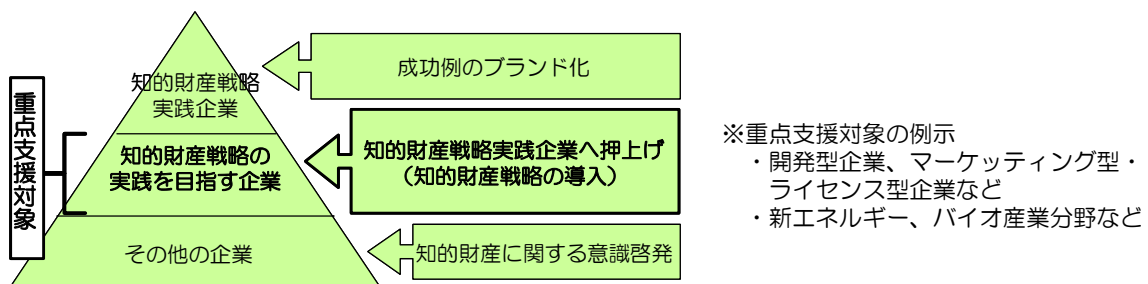 知的財産戦略
実践企業
成功例のブランド化
重点支援対象
知的財産戦略の
実践を目指す企業
知的財産戦略実践企業へ押上げ
（知的財産戦略の導入）
その他の企業
知的財産に関する意識啓発
※重点支援対象の例示
・開発型企業、マーケッティング型・
ライセンス型企業など
・新エネルギー、バイオ産業分野など